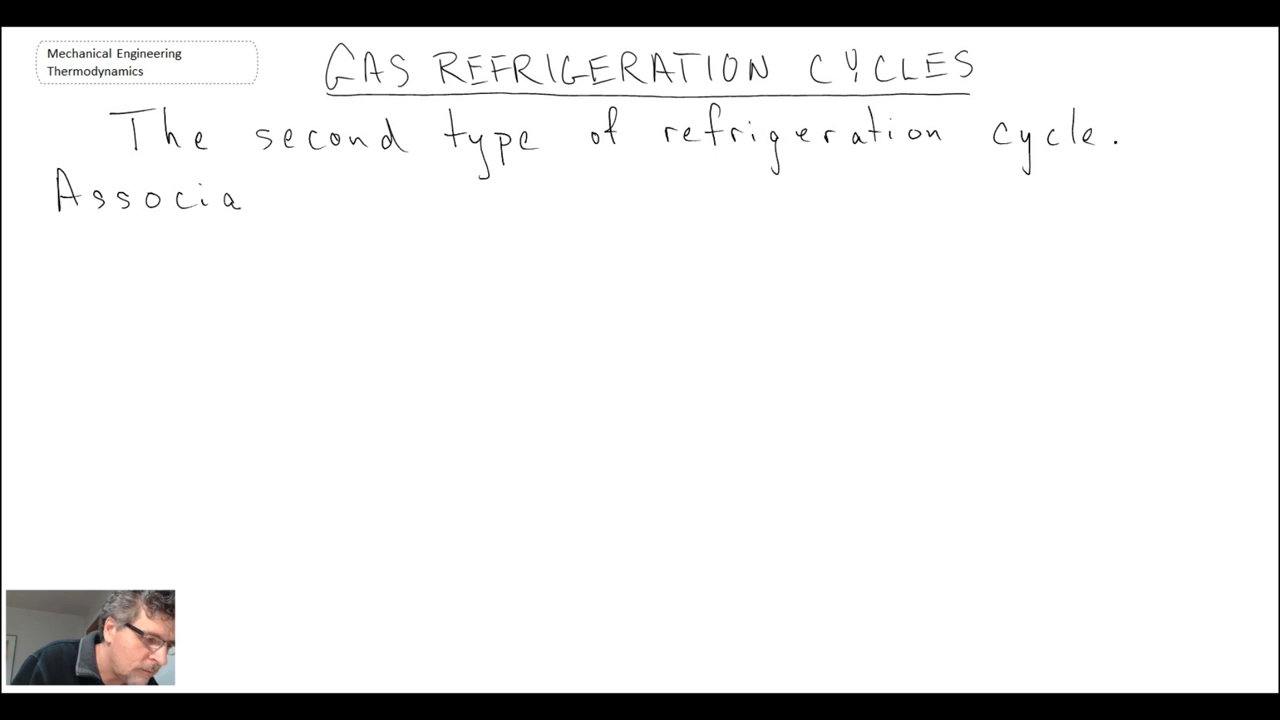 Mechanical Engineering
Thermodynamics
GAS REFRIGERATION CYCLES
The second type of refrigeration cycle.
Associa